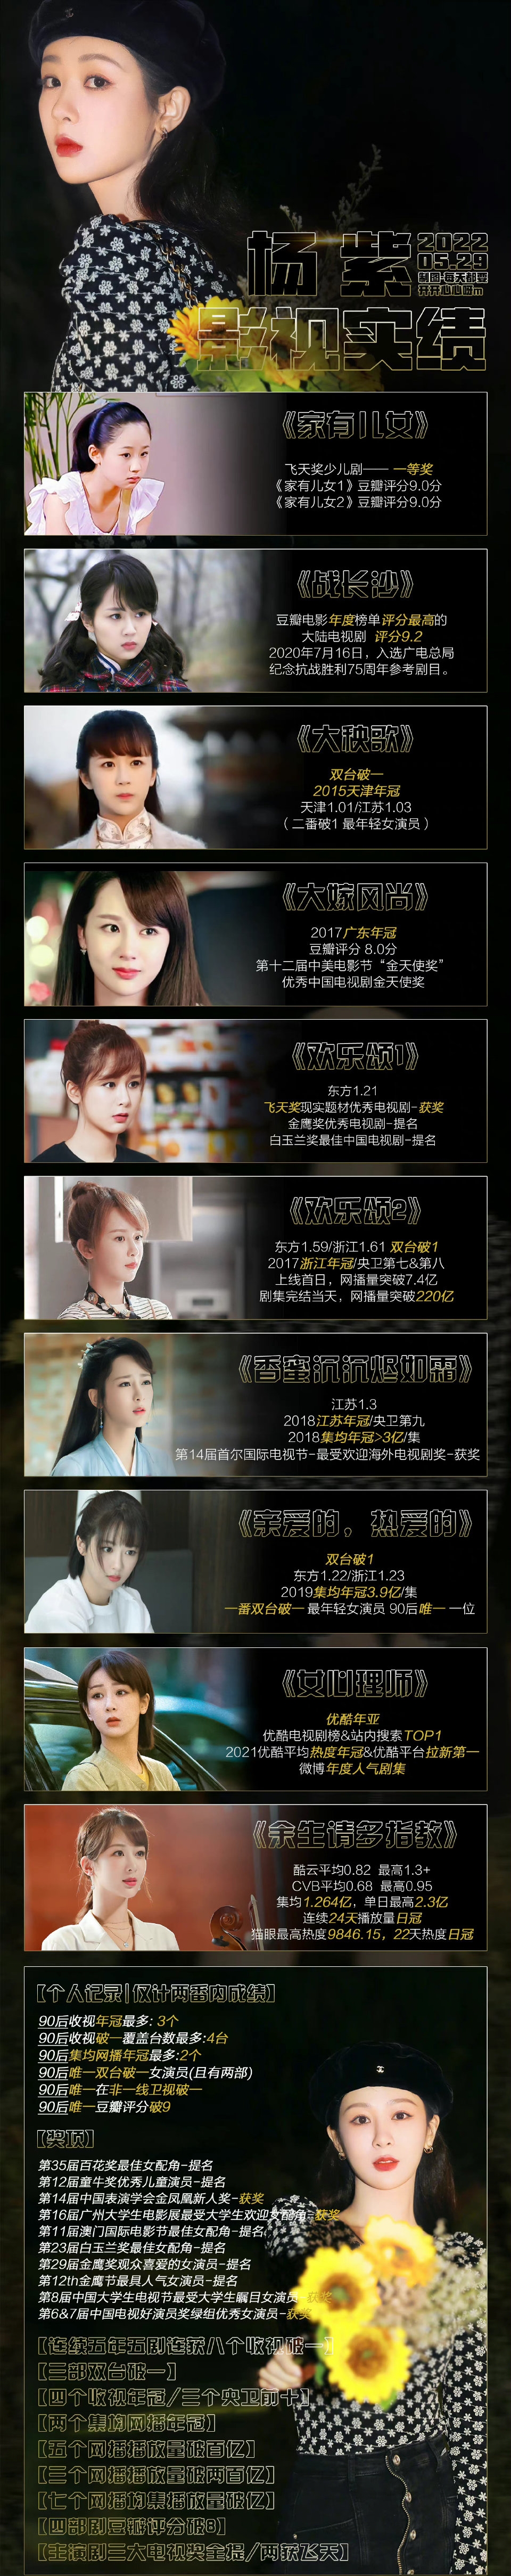 杨紫
2022
05.29
影视实绩
《家有儿女》
飞天奖少儿剧—— 一等奖
《家有儿女1》豆瓣评分9.0分
《家有儿女2》豆瓣评分9.0分
《战长沙》
豆瓣电影年度榜单评分最高的
大陆电视剧 评分9.2
2020年7月16日，入选广电总局
纪念抗战胜利75周年参考剧目。
《大秧歌》
双台破一
2015天津年冠
天津1.01/江苏1.03
（二番破1 最年轻女演员）
《大嫁风尚》
2017广东年冠
豆瓣评分 8.0分
第十二届中美电影节“金天使奖”
优秀中国电视剧金天使奖
《欢乐颂1》
东方1.21
飞天奖现实题材优秀电视剧-获奖
金鹰奖优秀电视剧-提名
白玉兰奖最佳中国电视剧-提名
《欢乐颂2》
东方1.59/浙江1.61 双台破1
2017浙江年冠/央卫第七&第八
上线首日，网播量突破7.4亿
剧集完结当天，网播量突破220亿
《香蜜沉沉烬如霜》
江苏1.3
2018江苏年冠/央卫第九
2018集均年冠>3亿/集
第14届首尔国际电视节-最受欢迎海外电视剧奖-获奖
《亲爱的，热爱的》
双台破1
东方1.22/浙江1.23
2019集均年冠3.9亿/集
一番双台破一 最年轻女演员 90后唯一 一位
《女心理师》
优酷年亚
优酷电视剧榜&站内搜索TOP1
2021优酷平均热度年冠&优酷平台拉新第一
微博年度人气剧集
《余生请多指教》
酷云平均0.82 最高1.3+
CVB平均0.68 最高0.95
集均1.264亿，单日最高2.3亿
连续24天播放量日冠
猫眼最高热度9846.15，22天热度日冠
【个人记录|仅计两番内成绩】
90后收视年冠最多: 3个
90后收视破一覆盖台数最多:4台
90后集均网播年冠最多:2个
90后唯一双台破一女演员(且有两部)
90后唯一在非一线卫视破一
90后唯一豆瓣评分破9
【奖项】
第35届百花奖最佳女配角-提名
第12届童牛奖优秀儿童演员-提名
第14届中国表演学会金凤凰新人奖-获奖
第16届广州大学生电影展最受大学生欢迎女配角-获奖
第11届澳门国际电影节最佳女配角-提名
第23届白玉兰奖最佳女配角-提名
第29届金鹰奖观众喜爱的女演员-提名
第12th金鹰节最具人气女演员-提名
第8届中国大学生电视节最受大学生瞩目女演员-获奖
第6&7届中国电视好演员奖绿组优秀女演员-获奖
【连续五年五剧连获八个收视破一】
【三部双台破一】
【四个收视年冠/三个央卫前十】
【两个集均网播年冠】
【五个网播播放量破百亿】
【三个网播播放量破两百亿】
【七个网播均集播放量破亿】
【四部剧豆瓣评分破8】
【主演剧三大电视奖全提/两获飞天】